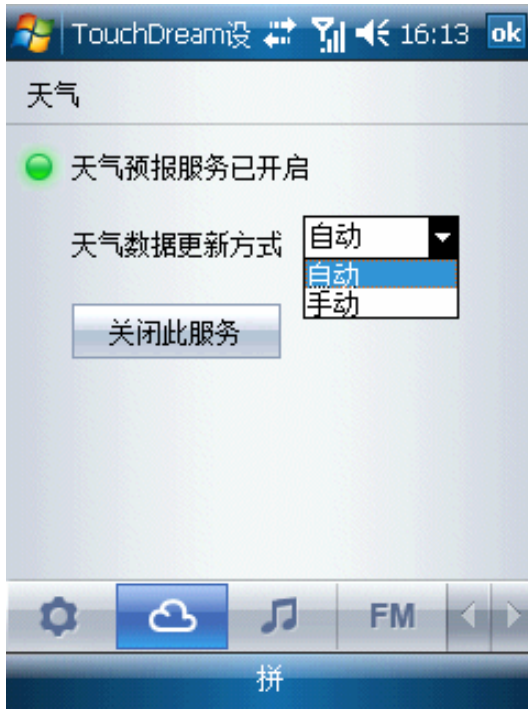 TouchDream设 16:13 ok
天气
天气预报服务已开启
天气数据更新方式 自动
自动
手动
关闭此服务
FM
拼